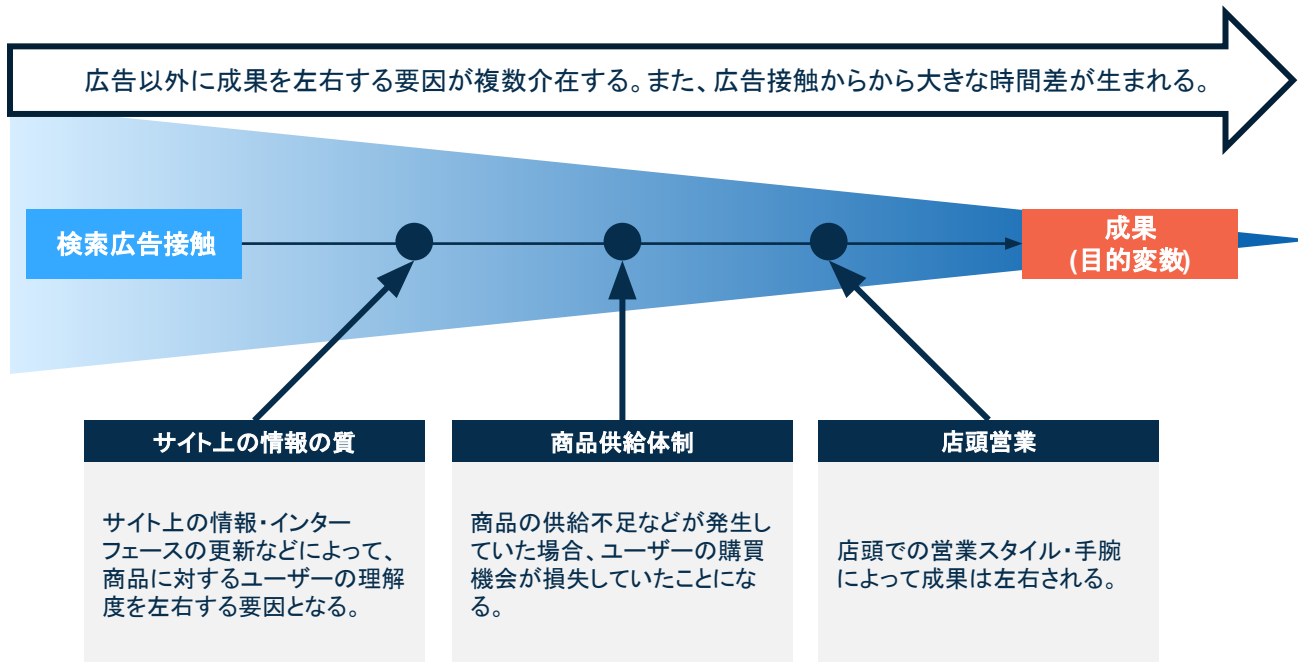 広告以外に成果を左右する要因が複数介在する。また、広告接触からから大きな時間差が生まれる。
検索広告接触
成果
(目的変数)
サイト上の情報の質
サイト上の情報・インター
フェースの更新などによって、
商品に対するユーザーの理解
度を左右する要因となる。
商品供給体制
商品の供給不足などが発生し
ていた場合、ユーザーの購買
機会が損失していたことにな
る。
店頭営業
店頭での営業スタイル・手腕
によって成果は左右される。